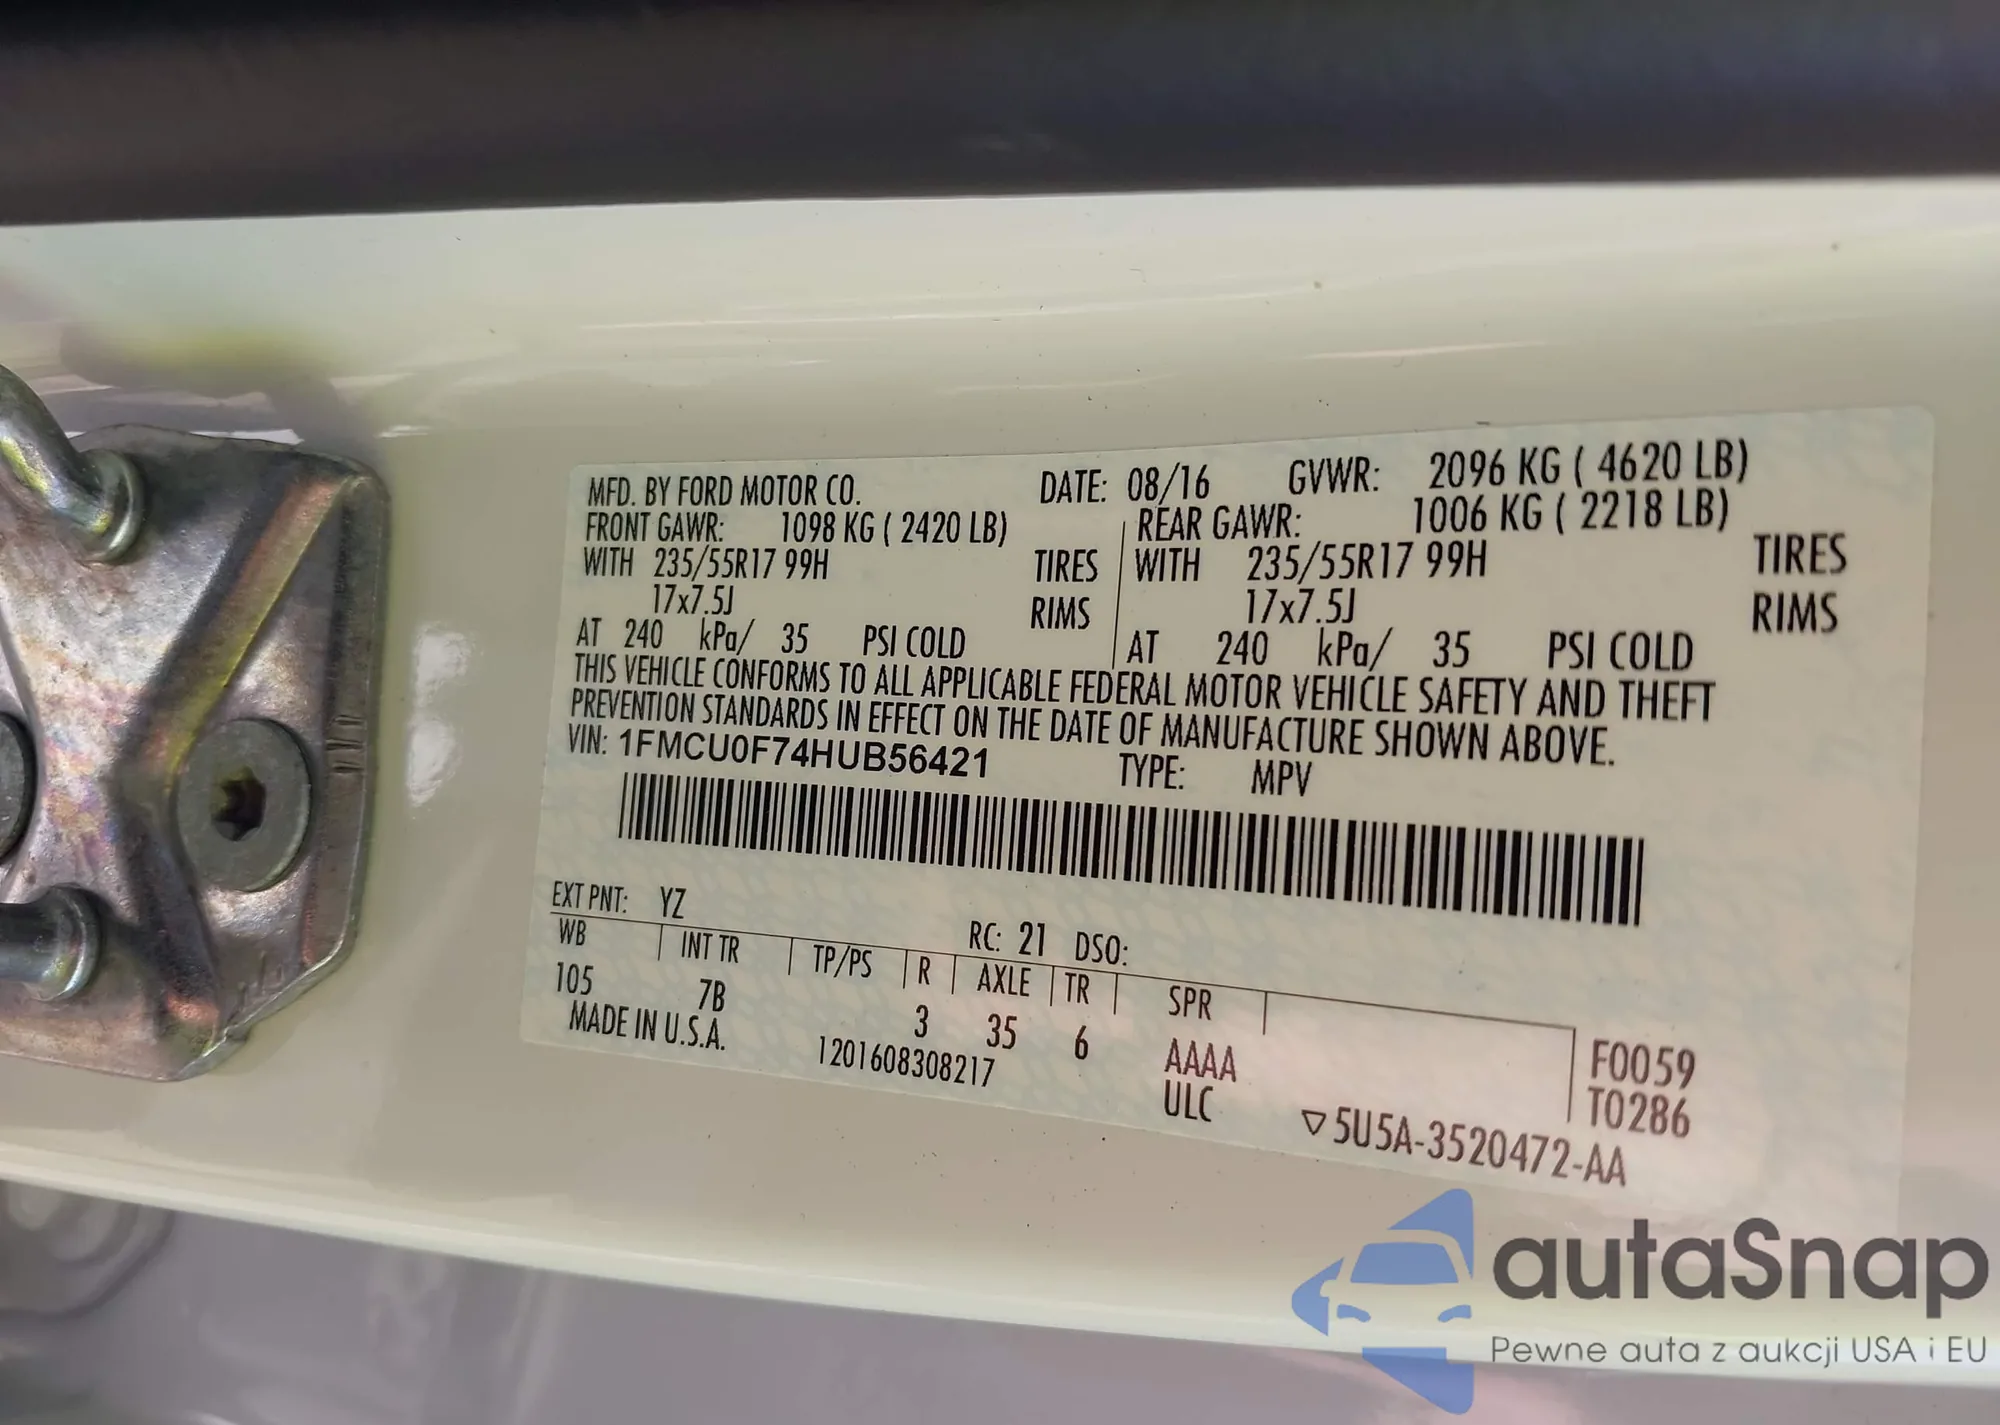 MFD. BY FORD MOTOR CO. DATE: 08/16 GVWR: 2096 KG ( 4620 LB)
FRONT GAWR: 1098 KG ( 2420 LB) REAR GAWR: 1006 KG ( 2218 LB)
WITH 235/55R17 99H TIRES WITH 235/55R17 99H TIRES
17x7.5J RIMS 17x7.5J RIMS
AT 240 kPa/ 35 PSI COLD AT 240 kPa/ 35 PSI COLD
THIS VEHICLE CONFORMS TO ALL APPLICABLE FEDERAL MOTOR VEHICLE SAFETY AND THEFT
PREVENTION STANDARDS IN EFFECT ON THE DATE OF MANUFACTURE SHOWN ABOVE.
VIN: 1FMCU0F74HUB56421 TYPE: MPV
EXT PNT: YZ RC: 21 DSO:
WB INT TR TP/PS R AXLE TR SPR
105 7B 3 35 6 AAAA F0059
MADE IN U.S.A. 1201608308217 ULC T0286
▽5U5A-3520472-AA
autaSnap
Pewne auta z aukcji USA i EU